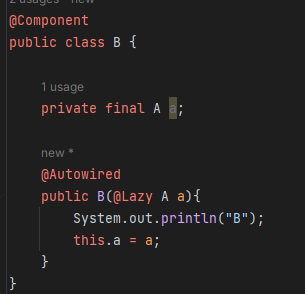 2 usages new *
@Component
public class B {
1 usage
private final A a;
new *
@Autowired
public B(@Lazy A a){
System.out.println("B");
this.a = a;
}
}